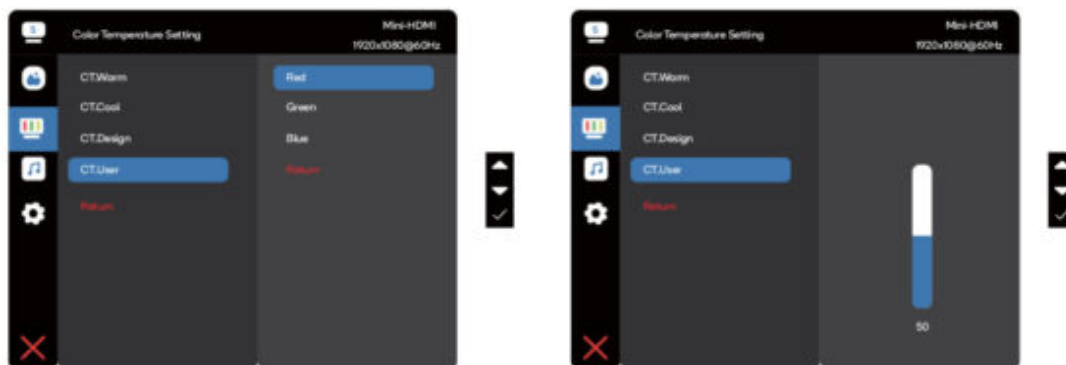 S
Color Temperature Setting
Mini-HDMI
1920x1080@60Hz
CT.Warm
Red
CT.Cool
Green
CT.Design
Blue
CT.User
Return
Return
S
Color Temperature Setting
Mini-HDMI
1920x1080@60Hz
CT.Warm
CT.Cool
CT.Design
CT.User
Return
50